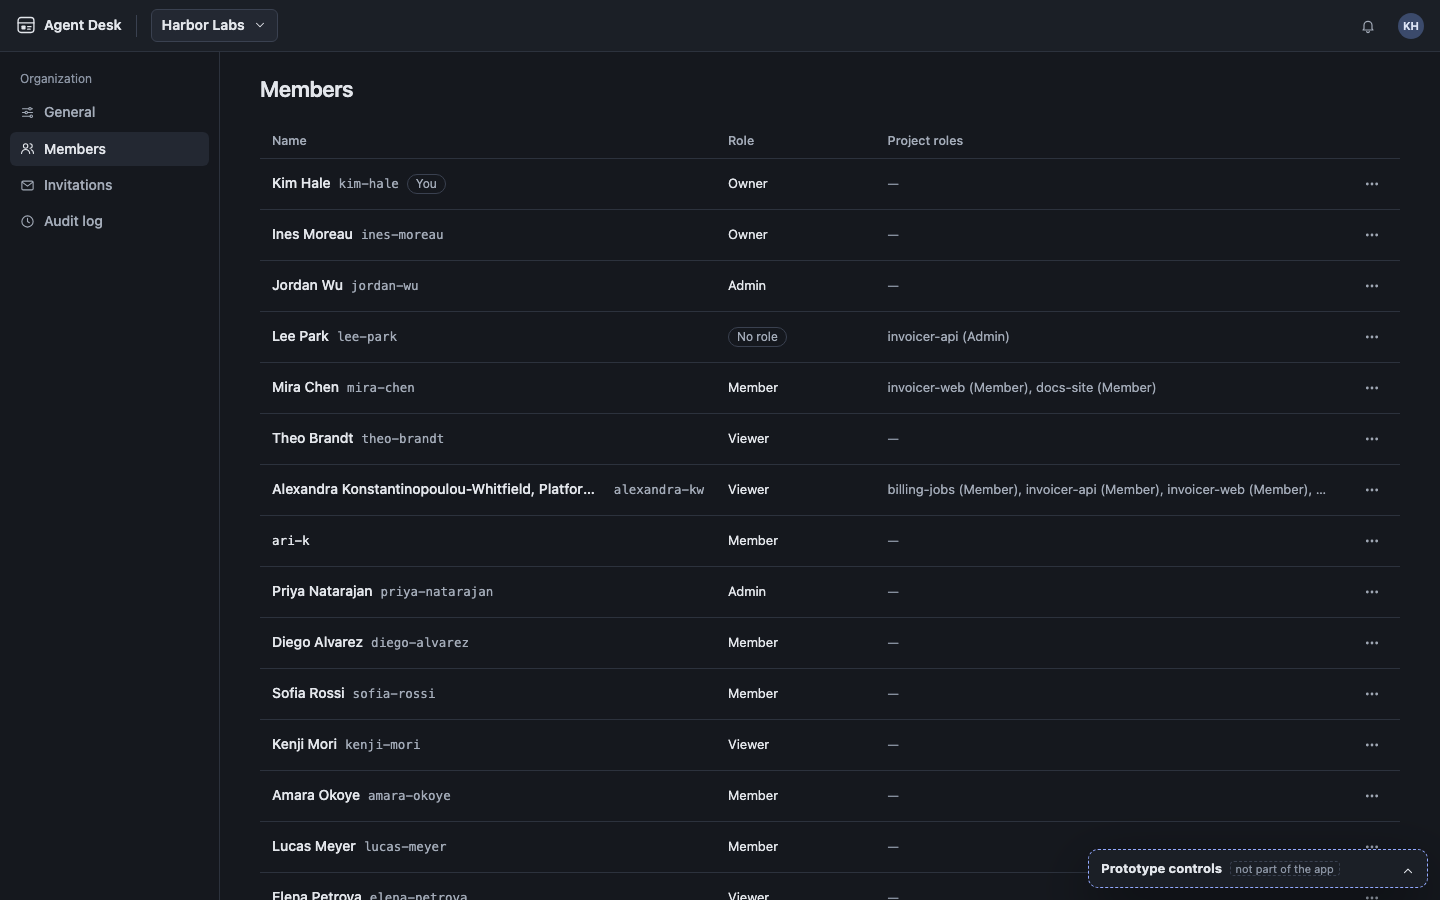 Agent Desk
Harbor Labs
KH
Organization
General
Members
Invitations
Audit log
Members
Name Role Project roles
Kim Hale kim-hale You Owner —
Ines Moreau ines-moreau Owner —
Jordan Wu jordan-wu Admin —
Lee Park lee-park No role invoicer-api (Admin)
Mira Chen mira-chen Member invoicer-web (Member), docs-site (Member)
Theo Brandt theo-brandt Viewer —
Alexandra Konstantinopoulou-Whitfield, Platfor... alexandra-kw Viewer billing-jobs (Member), invoicer-api (Member), invoicer-web (Member), ...
ari-k Member —
Priya Natarajan priya-natarajan Admin —
Diego Alvarez diego-alvarez Member —
Sofia Rossi sofia-rossi Member —
Kenji Mori kenji-mori Viewer —
Amara Okoye amara-okoye Member —
Lucas Meyer lucas-meyer Member —
Elena Petrova elena-petrova Viewer —
Prototype controls not part of the app